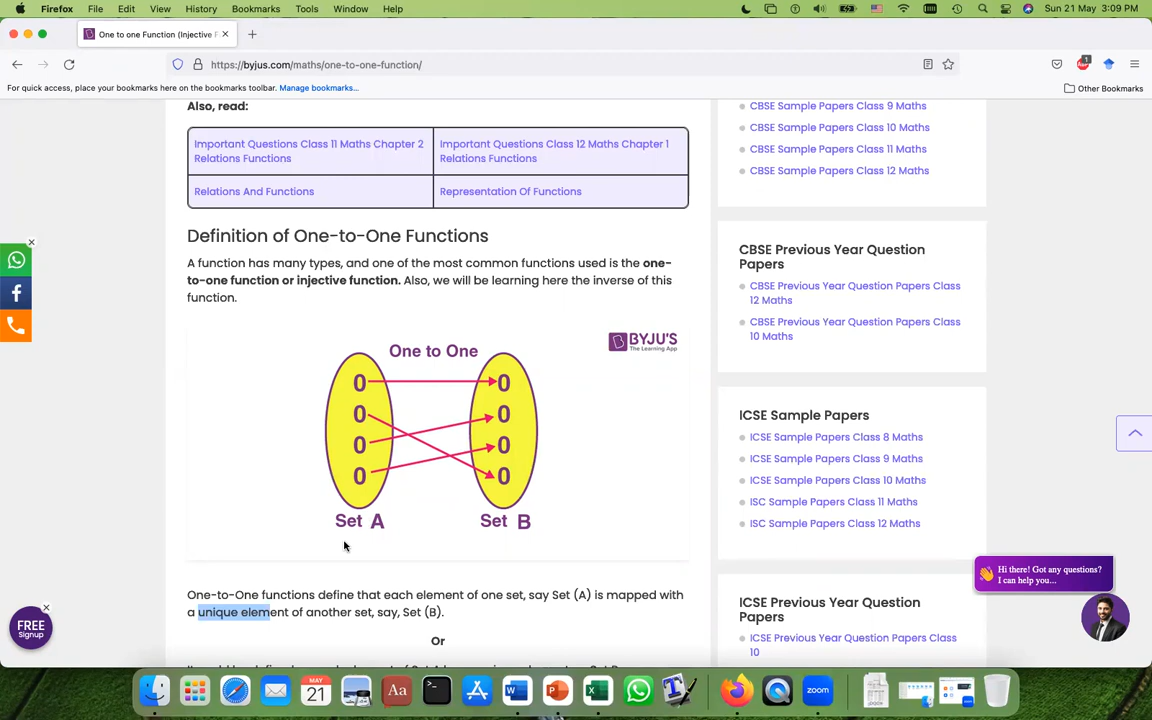 Firefox File Edit View History Bookmarks Tools Window Help
Sun 21 May 3:09 PM
One to one Function (Injective F
https://byjus.com/maths/one-to-one-function/
1
For quick access, place your bookmarks here on the bookmarks toolbar. Manage bookmarks...
Other Bookmarks
Also, read:
Important Questions Class 11 Maths Chapter 2
Relations Functions
Important Questions Class 12 Maths Chapter 1
Relations Functions
Relations And Functions
Representation Of Functions
Definition of One-to-One Functions
A function has many types, and one of the most common functions used is the one-
to-one function or injective function. Also, we will be learning here the inverse of this
function.
BYJU'S
The Learning App
One to One
0 0
0 0
0 0
0 0
Set A Set B
One-to-One functions define that each element of one set, say Set (A) is mapped with
a unique element of another set, say, Set (B).
Or
CBSE Sample Papers Class 9 Maths
CBSE Sample Papers Class 10 Maths
CBSE Sample Papers Class 11 Maths
CBSE Sample Papers Class 12 Maths
CBSE Previous Year Question
Papers
CBSE Previous Year Question Papers Class
12 Maths
CBSE Previous Year Question Papers Class
10 Maths
ICSE Sample Papers
ICSE Sample Papers Class 8 Maths
ICSE Sample Papers Class 9 Maths
ICSE Sample Papers Class 10 Maths
ISC Sample Papers Class 11 Maths
ISC Sample Papers Class 12 Maths
ICSE Previous Year Question
Papers
ICSE Previous Year Question Papers Class
10
Hi there! Got any questions?
I can help you...
FREE
Signup
MAY
21
Aa
zoom